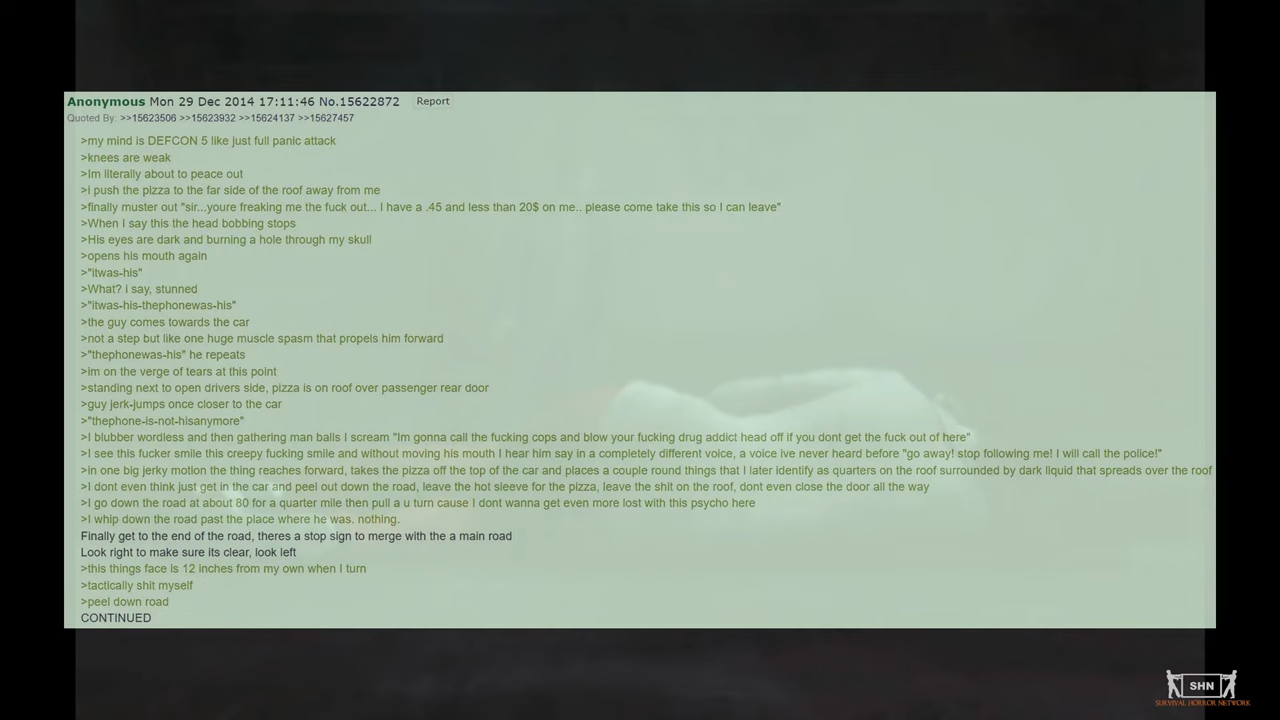 Anonymous Mon 29 Dec 2014 17:11:46 No.15622872 Report
Quoted By: >>15623506 >>15623932 >>15624137 >>15627457
>my mind is DEFCON 5 like just full panic attack
>knees are weak
>Im literally about to peace out
>i push the pizza to the far side of the roof away from me
>finally muster out "sir...youre freaking me the fuck out... I have a .45 and less than 20$ on me.. please come take this so I can leave"
>When I say this the head bobbing stops
>His eyes are dark and burning a hole through my skull
>opens his mouth again
>"itwas-his"
>What? i say, stunned
>"itwas-his-thephonewas-his"
>the guy comes towards the car
>not a step but like one huge muscle spasm that propels him forward
>"thephonewas-his" he repeats
>im on the verge of tears at this point
>standing next to open drivers side, pizza is on roof over passenger rear door
>guy jerk-jumps once closer to the car
>"thephone-is-not-hisanymore"
>I blubber wordless and then gathering man balls I scream "Im gonna call the fucking cops and blow your fucking drug addict head off if you dont get the fuck out of here"
>I see this fucker smile this creepy fucking smile and without moving his mouth I hear him say in a completely different voice, a voice ive never heard before "go away! stop following me! I will call the police!"
>in one big jerky motion the thing reaches forward, takes the pizza off the top of the car and places a couple round things that I later identify as quarters on the roof surrounded by dark liquid that spreads over the roof
>I dont even think just get in the car and peel out down the road, leave the hot sleeve for the pizza, leave the shit on the roof, dont even close the door all the way
>I go down the road at about 80 for a quarter mile then pull a u turn cause I dont wanna get even more lost with this psycho here
>I whip down the road past the place where he was. nothing.
Finally get to the end of the road, theres a stop sign to merge with the a main road
Look right to make sure its clear, look left
>this things face is 12 inches from my own when I turn
>tactically shit myself
>peel down road
CONTINUED
SHN
SURVIVAL HORROR NETWORK